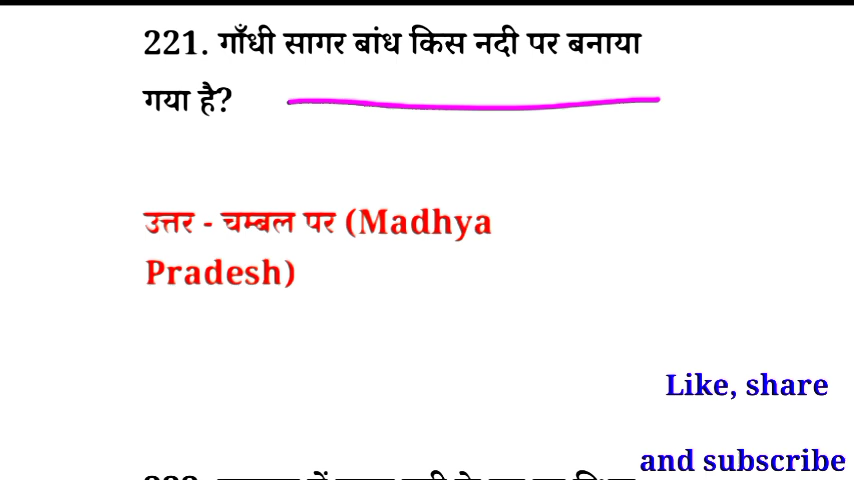 221. गाँधी सागर बांध किस नदी पर बनाया
गया है?
उत्तर - चम्बल पर (Madhya
Pradesh)
Like, share
and subscribe